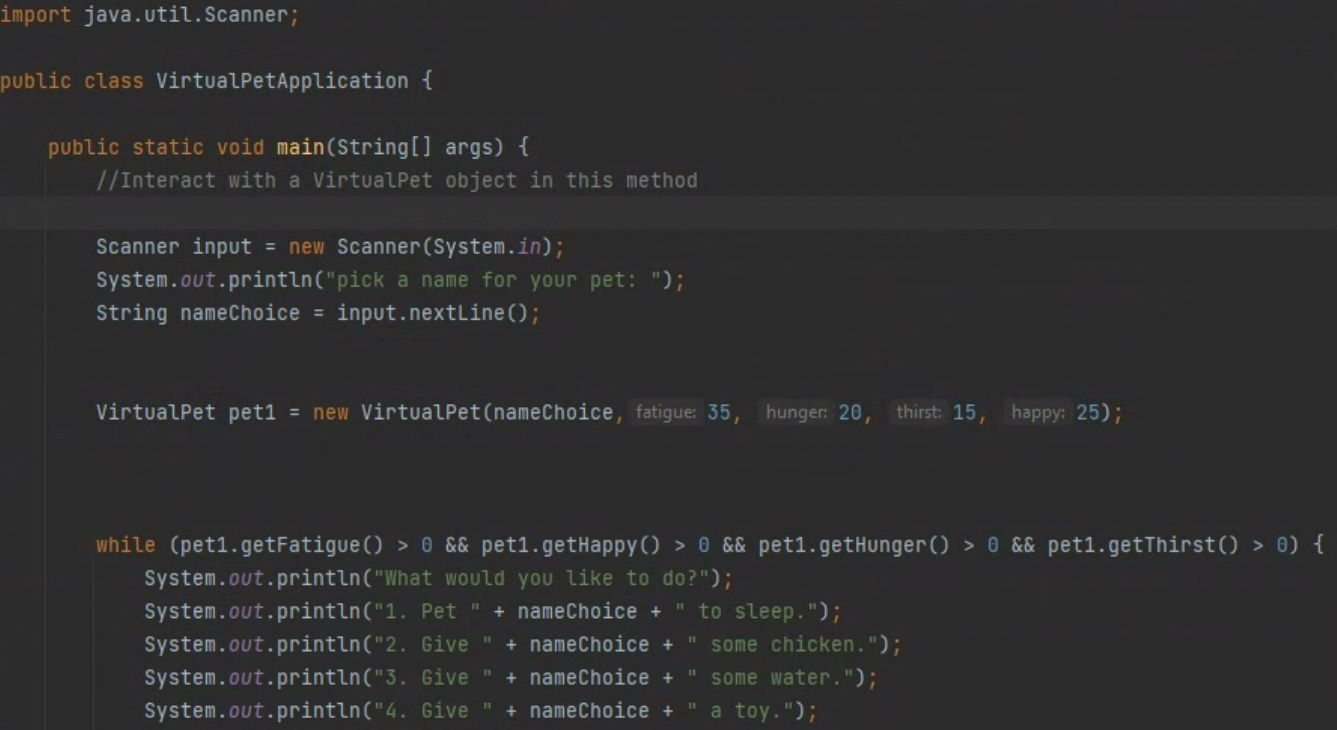 import java.util.Scanner;
public class VirtualPetApplication {
public static void main(String[] args) {
//Interact with a VirtualPet object in this method
Scanner input = new Scanner(System.in);
System.out.println("pick a name for your pet: ");
String nameChoice = input.nextLine();
VirtualPet pet1 = new VirtualPet(nameChoice, fatigue: 35, hunger: 20, thirst: 15, happy: 25);
while (pet1.getFatigue() > 0 && pet1.getHappy() > 0 && pet1.getHunger() > 0 && pet1.getThirst() > 0) {
System.out.println("What would you like to do?");
System.out.println("1. Pet " + nameChoice + " to sleep.");
System.out.println("2. Give " + nameChoice + " some chicken.");
System.out.println("3. Give " + nameChoice + " some water.");
System.out.println("4. Give " + nameChoice + " a toy.");